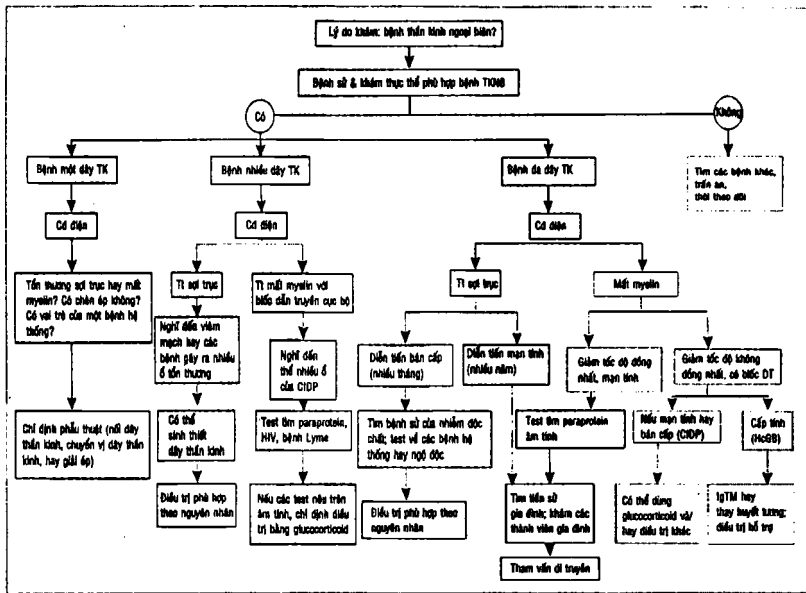 Lý do khám: bệnh thần kinh ngoại biên?
Bệnh sử & khám thực thể phù hợp bệnh TKNB
Có
Không
Bệnh một dây TK
Bệnh nhiều dây TK
Bệnh đa dây TK
Tìm các bệnh khác,
trấn an,
thời theo dõi
Cơ điện
Cơ điện
Cơ điện
Tổn thương sợi trục hay mất
myelin? Có chèn ép không?
Có vai trò của một bệnh hệ
thống?
Chỉ định phẫu thuật (nối dây
thần kinh, chuyển vị dây thần
kinh, hay giải ép)
Tt sợi trục
Nghĩ đến viêm
mạch hay các
bệnh gây ra nhiều
ổ tổn thương
Có thể
sinh thiết
dây thần kinh
Điều trị phù hợp
theo nguyên nhân
Tt mất myelin với
blốc dẫn truyền cục bộ
Nghĩ đến
thể nhiều ổ
của CIDP
Test tìm paraprotein,
HIV, bệnh Lyme
Nếu các test nêu trên
âm tính, chỉ định điều
trị bằng glucocorticoid
Tt sợi trục
Diễn tiến bán cấp
(nhiều tháng)
Tìm bệnh sử của nhiễm độc
chất; test về các bệnh hệ
thống hay ngộ độc
Điều trị phù hợp theo
nguyên nhân
Diễn tiến mạn tính
(nhiều năm)
Mất myelin
Giảm tốc độ đồng
nhất, mạn tính
Test tìm paraprotein
âm tính
Tìm tiền sử
gia đình; khám các
thành viên gia đình
Tham vấn di truyền
Giảm tốc độ không
đồng nhất, có blốc DT
Nếu mạn tính hay
bán cấp (CIDP)
Có thể dùng
glucocorticoid và/
hay điều trị khác
Cấp tính
(HcGB)
IgTM hay
thay huyết tương;
điều trị hỗ trợ